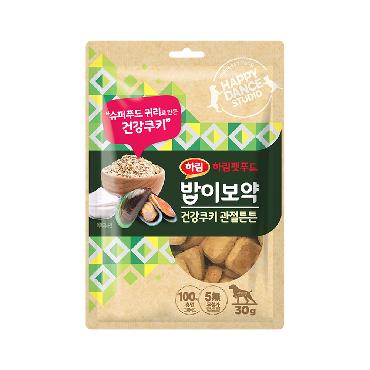 HAPPY
DANCE
STUDIO
"슈퍼푸드 귀리로 만든
건강쿠키"
하림 하림펫푸드
밥이보약
건강쿠키 관절튼튼
100%
5無
30g